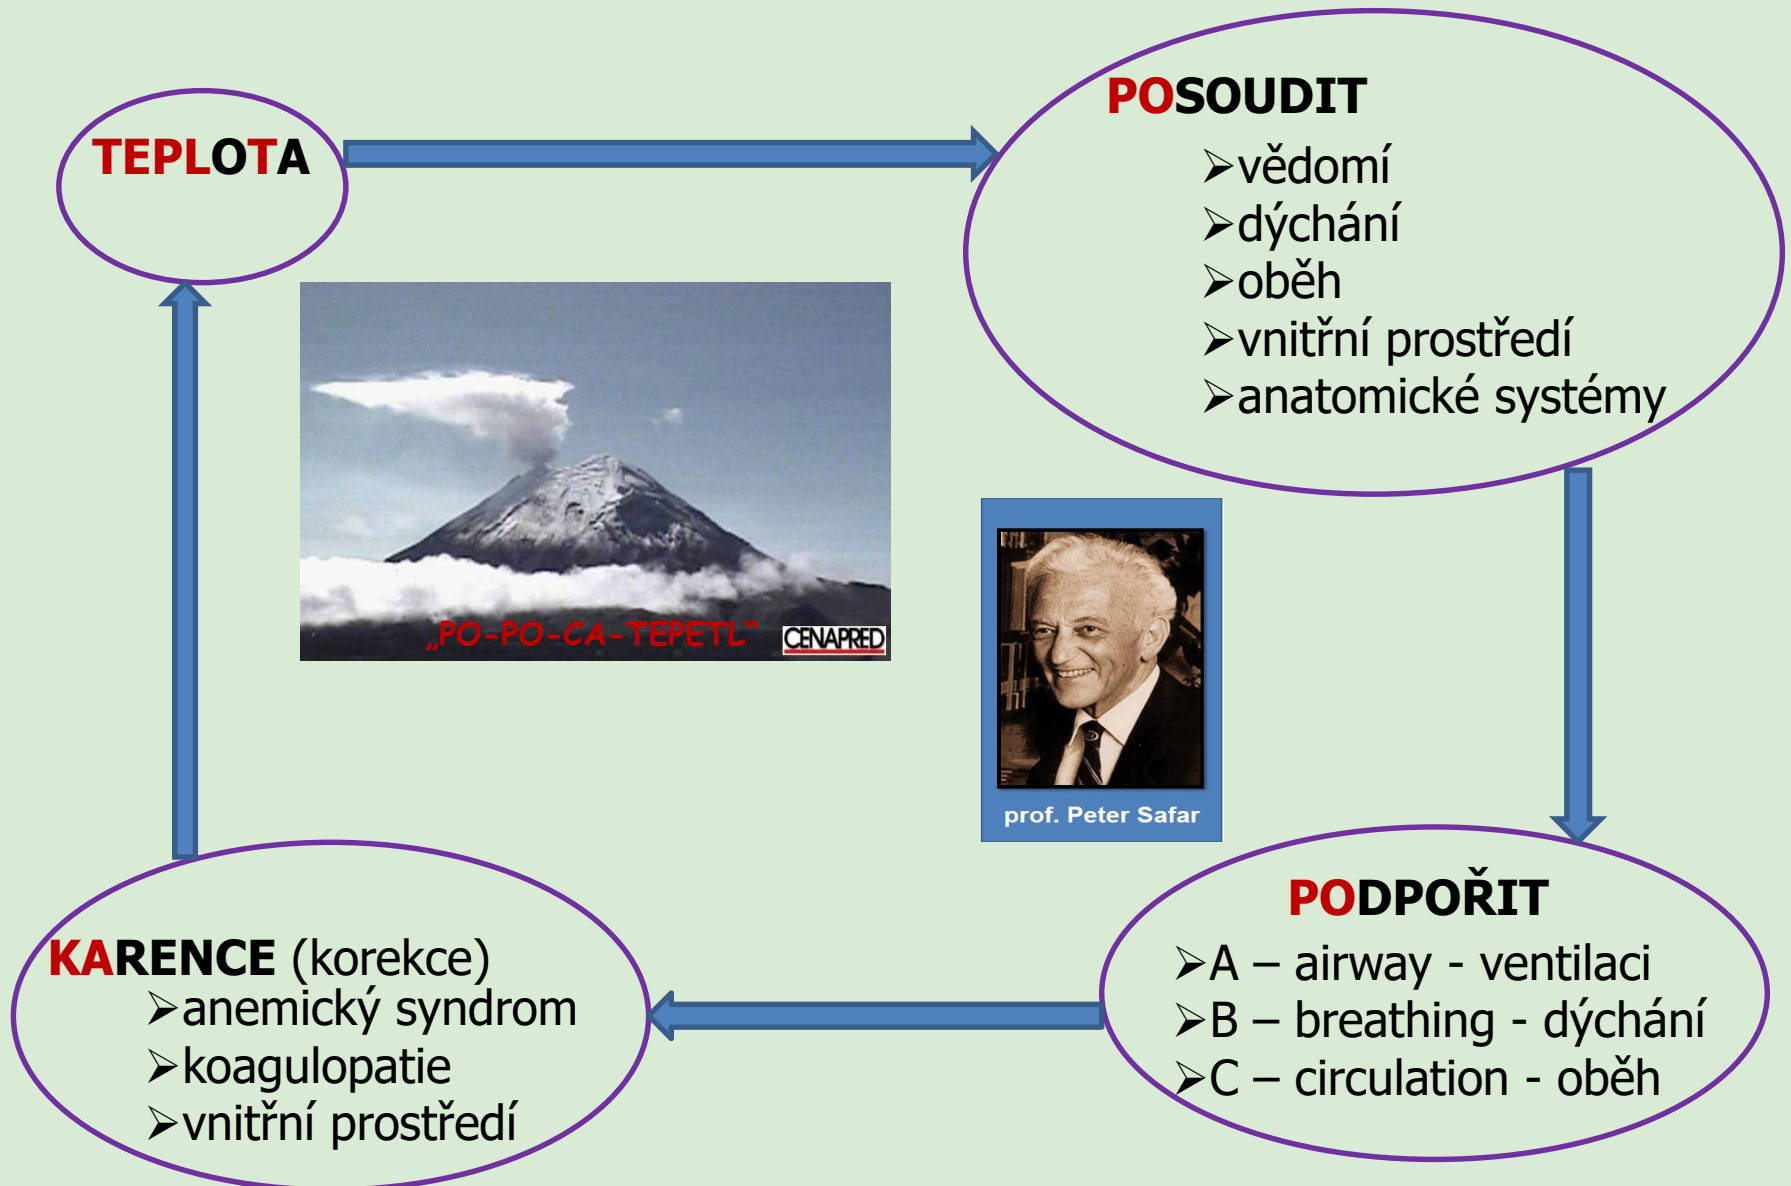 TEPLOTA
POSOUDIT
➢vědomí
➢dýchání
➢oběh
➢vnitřní prostředí
➢anatomické systémy
„PO-PO-CA-TEPETL“
CENAPRED
prof. Peter Safar
PODPOŘIT
➢A – airway - ventilaci
➢B – breathing - dýchání
➢C – circulation - oběh
KARENCE (korekce)
➢anemický syndrom
➢koagulopatie
➢vnitřní prostředí